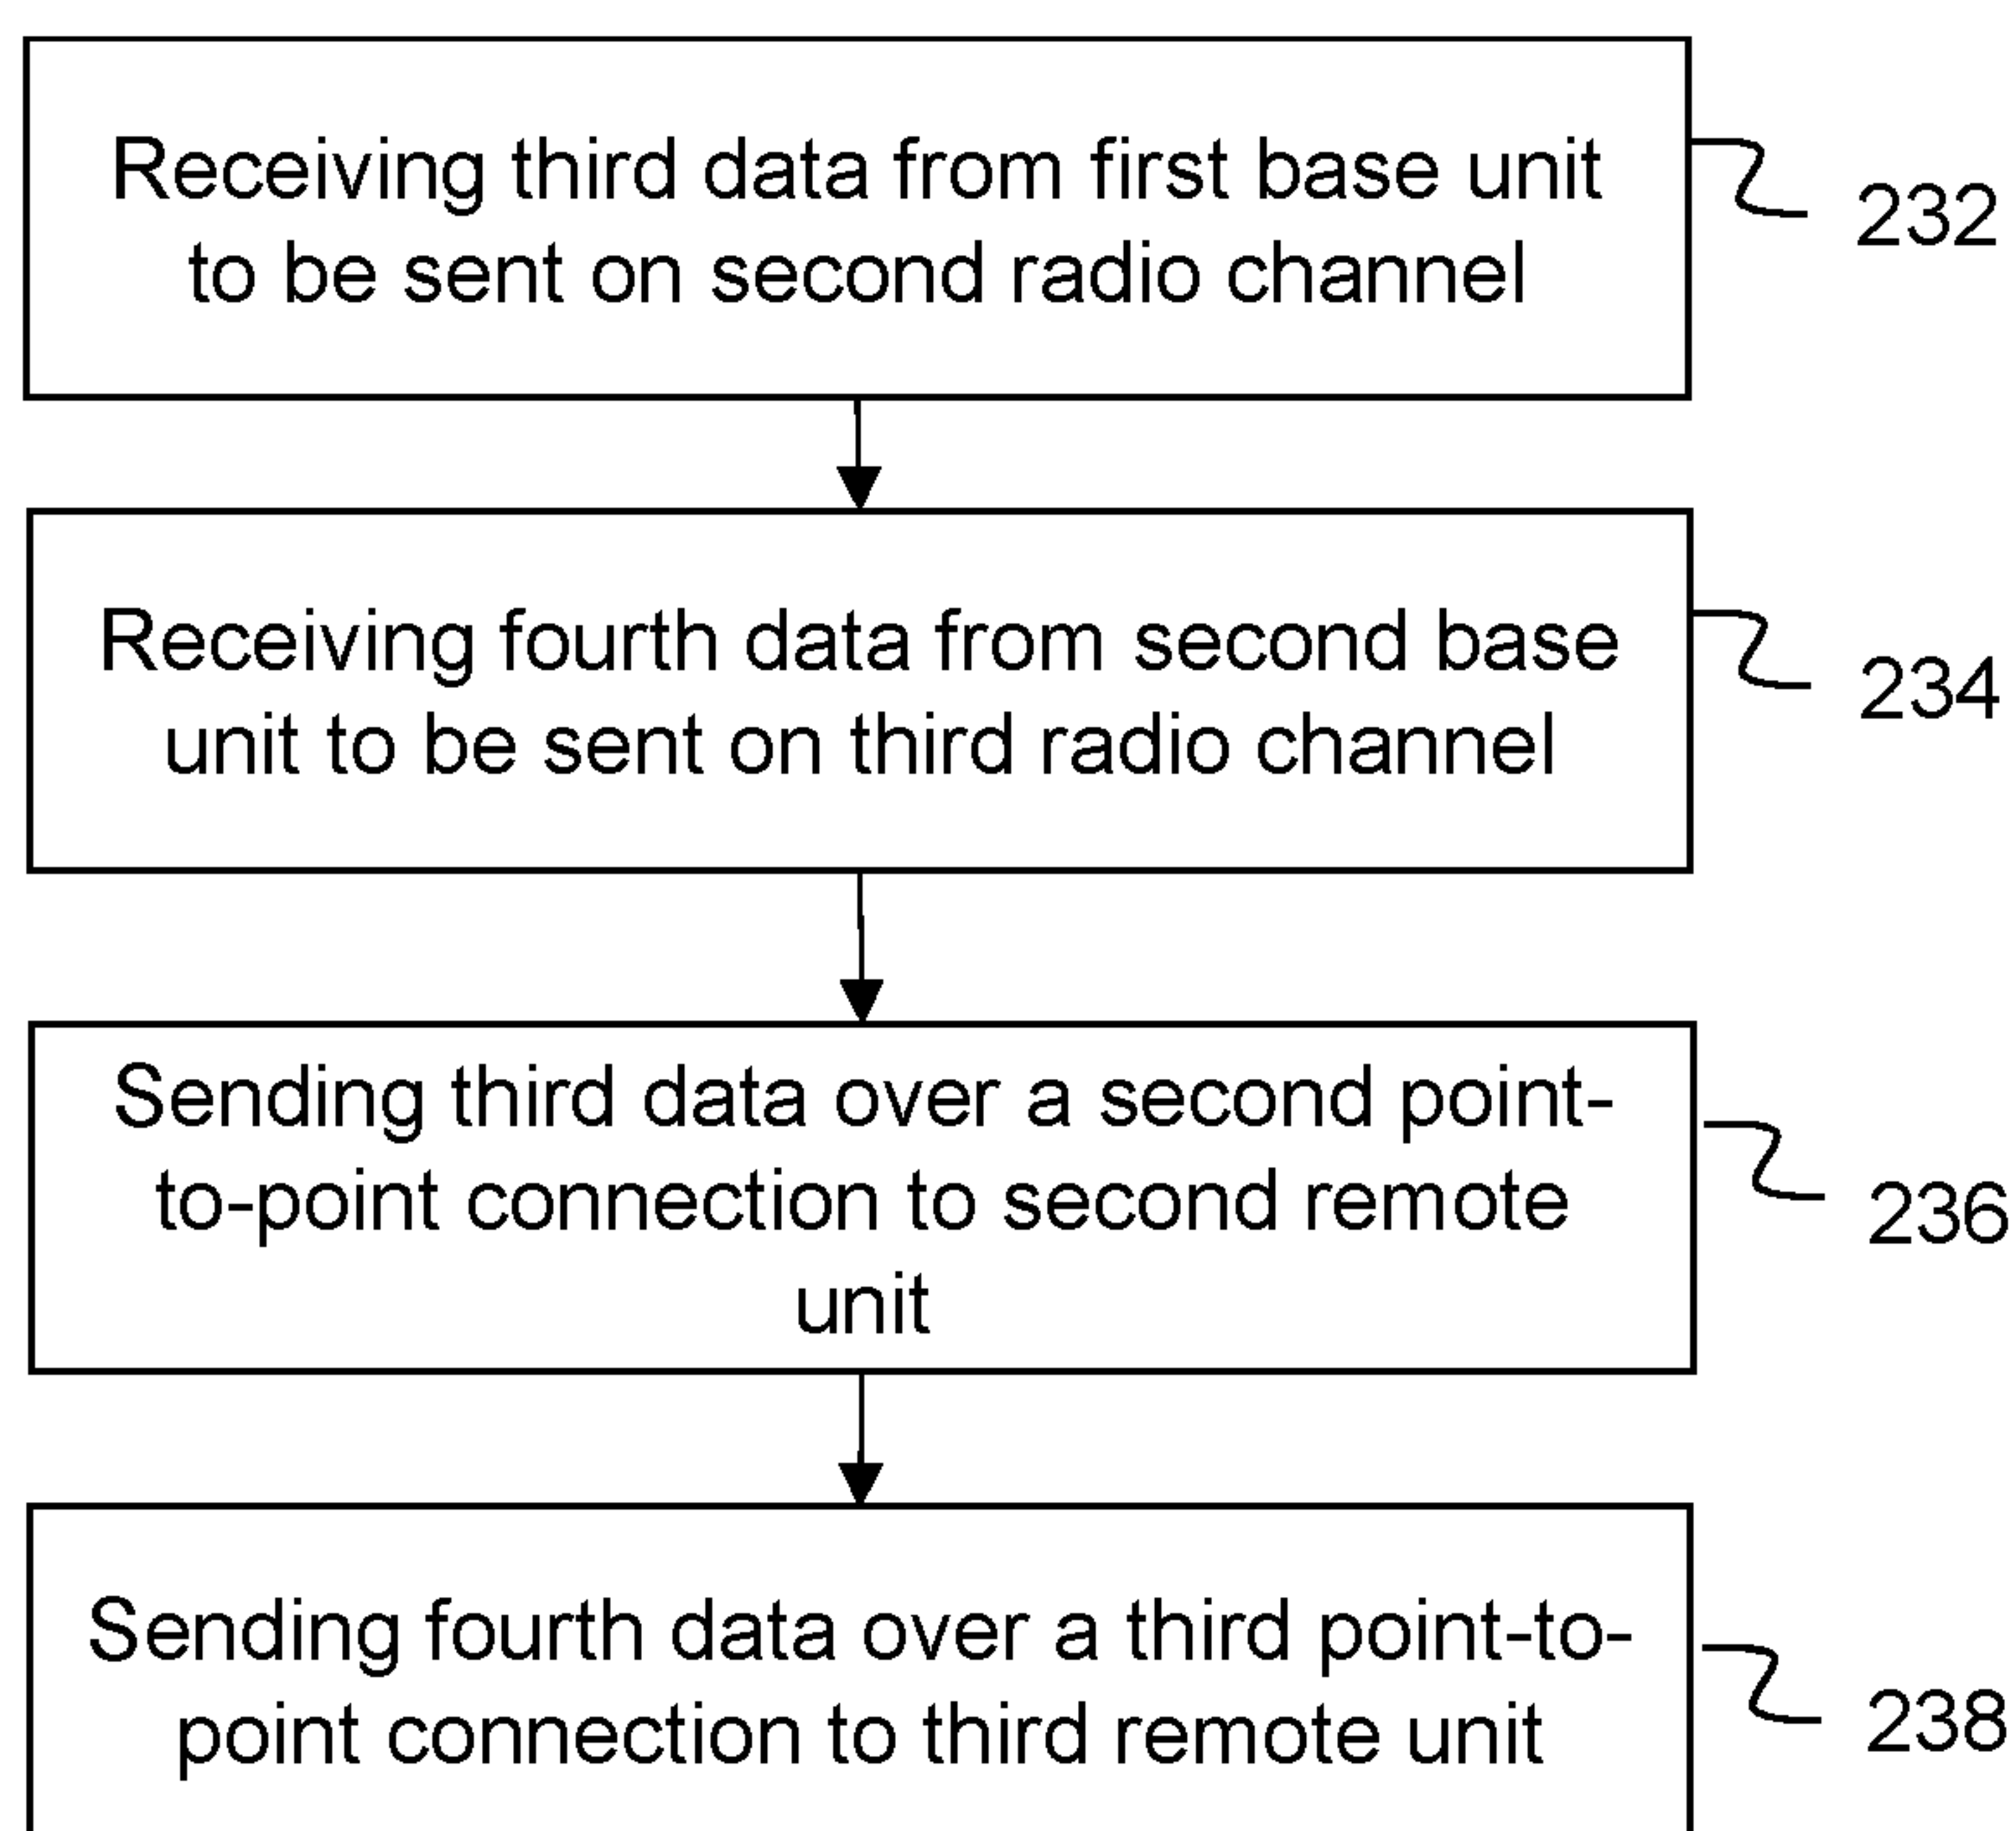 Receiving third data from first base unit
to be sent on second radio channel
232
Receiving fourth data from second base
unit to be sent on third radio channel
234
Sending third data over a second point-
to-point connection to second remote
unit
236
Sending fourth data over a third point-to-
point connection to third remote unit
238